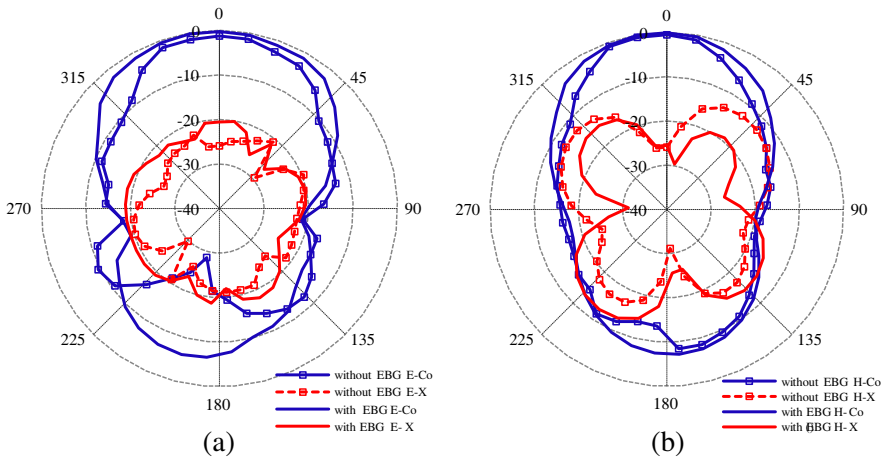 0
0
-10
-20
-30
-40
45
90
135
180
225
270
315
without EBG E-Co
without EBG E-X
with EBG E-Co
with EBG E-X
(a)
0
0
-10
-20
-30
-40
45
90
135
180
225
270
315
without EBG H-Co
without EBG H-X
with EBG H-Co
with EBG H-X
(b)